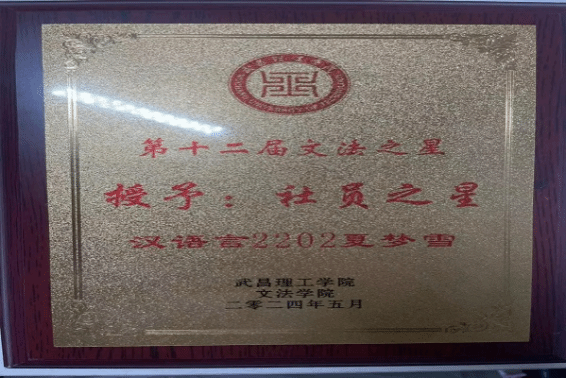 第十二届文法之星
授予：社员之星
汉语言2202夏梦雪
武昌理工学院
文法学院
二零二四年五月